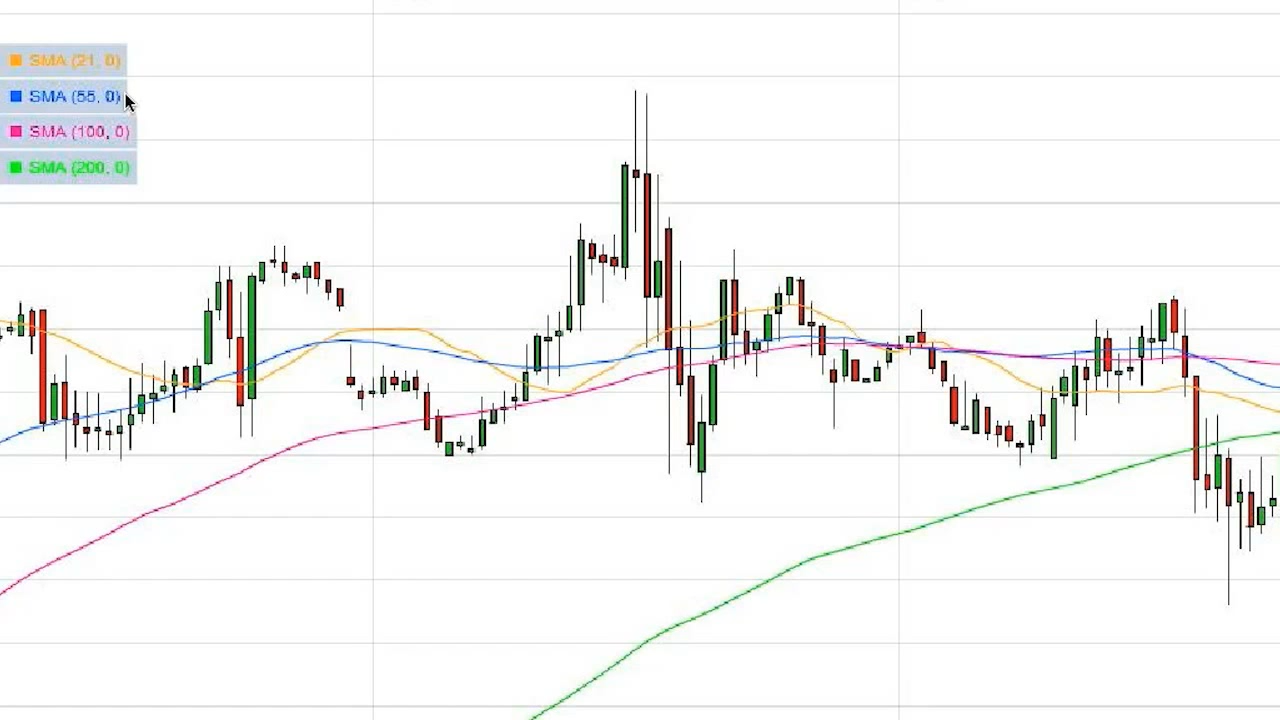 SMA (21, 0)
SMA (55, 0)
SMA (100, 0)
SMA (200, 0)